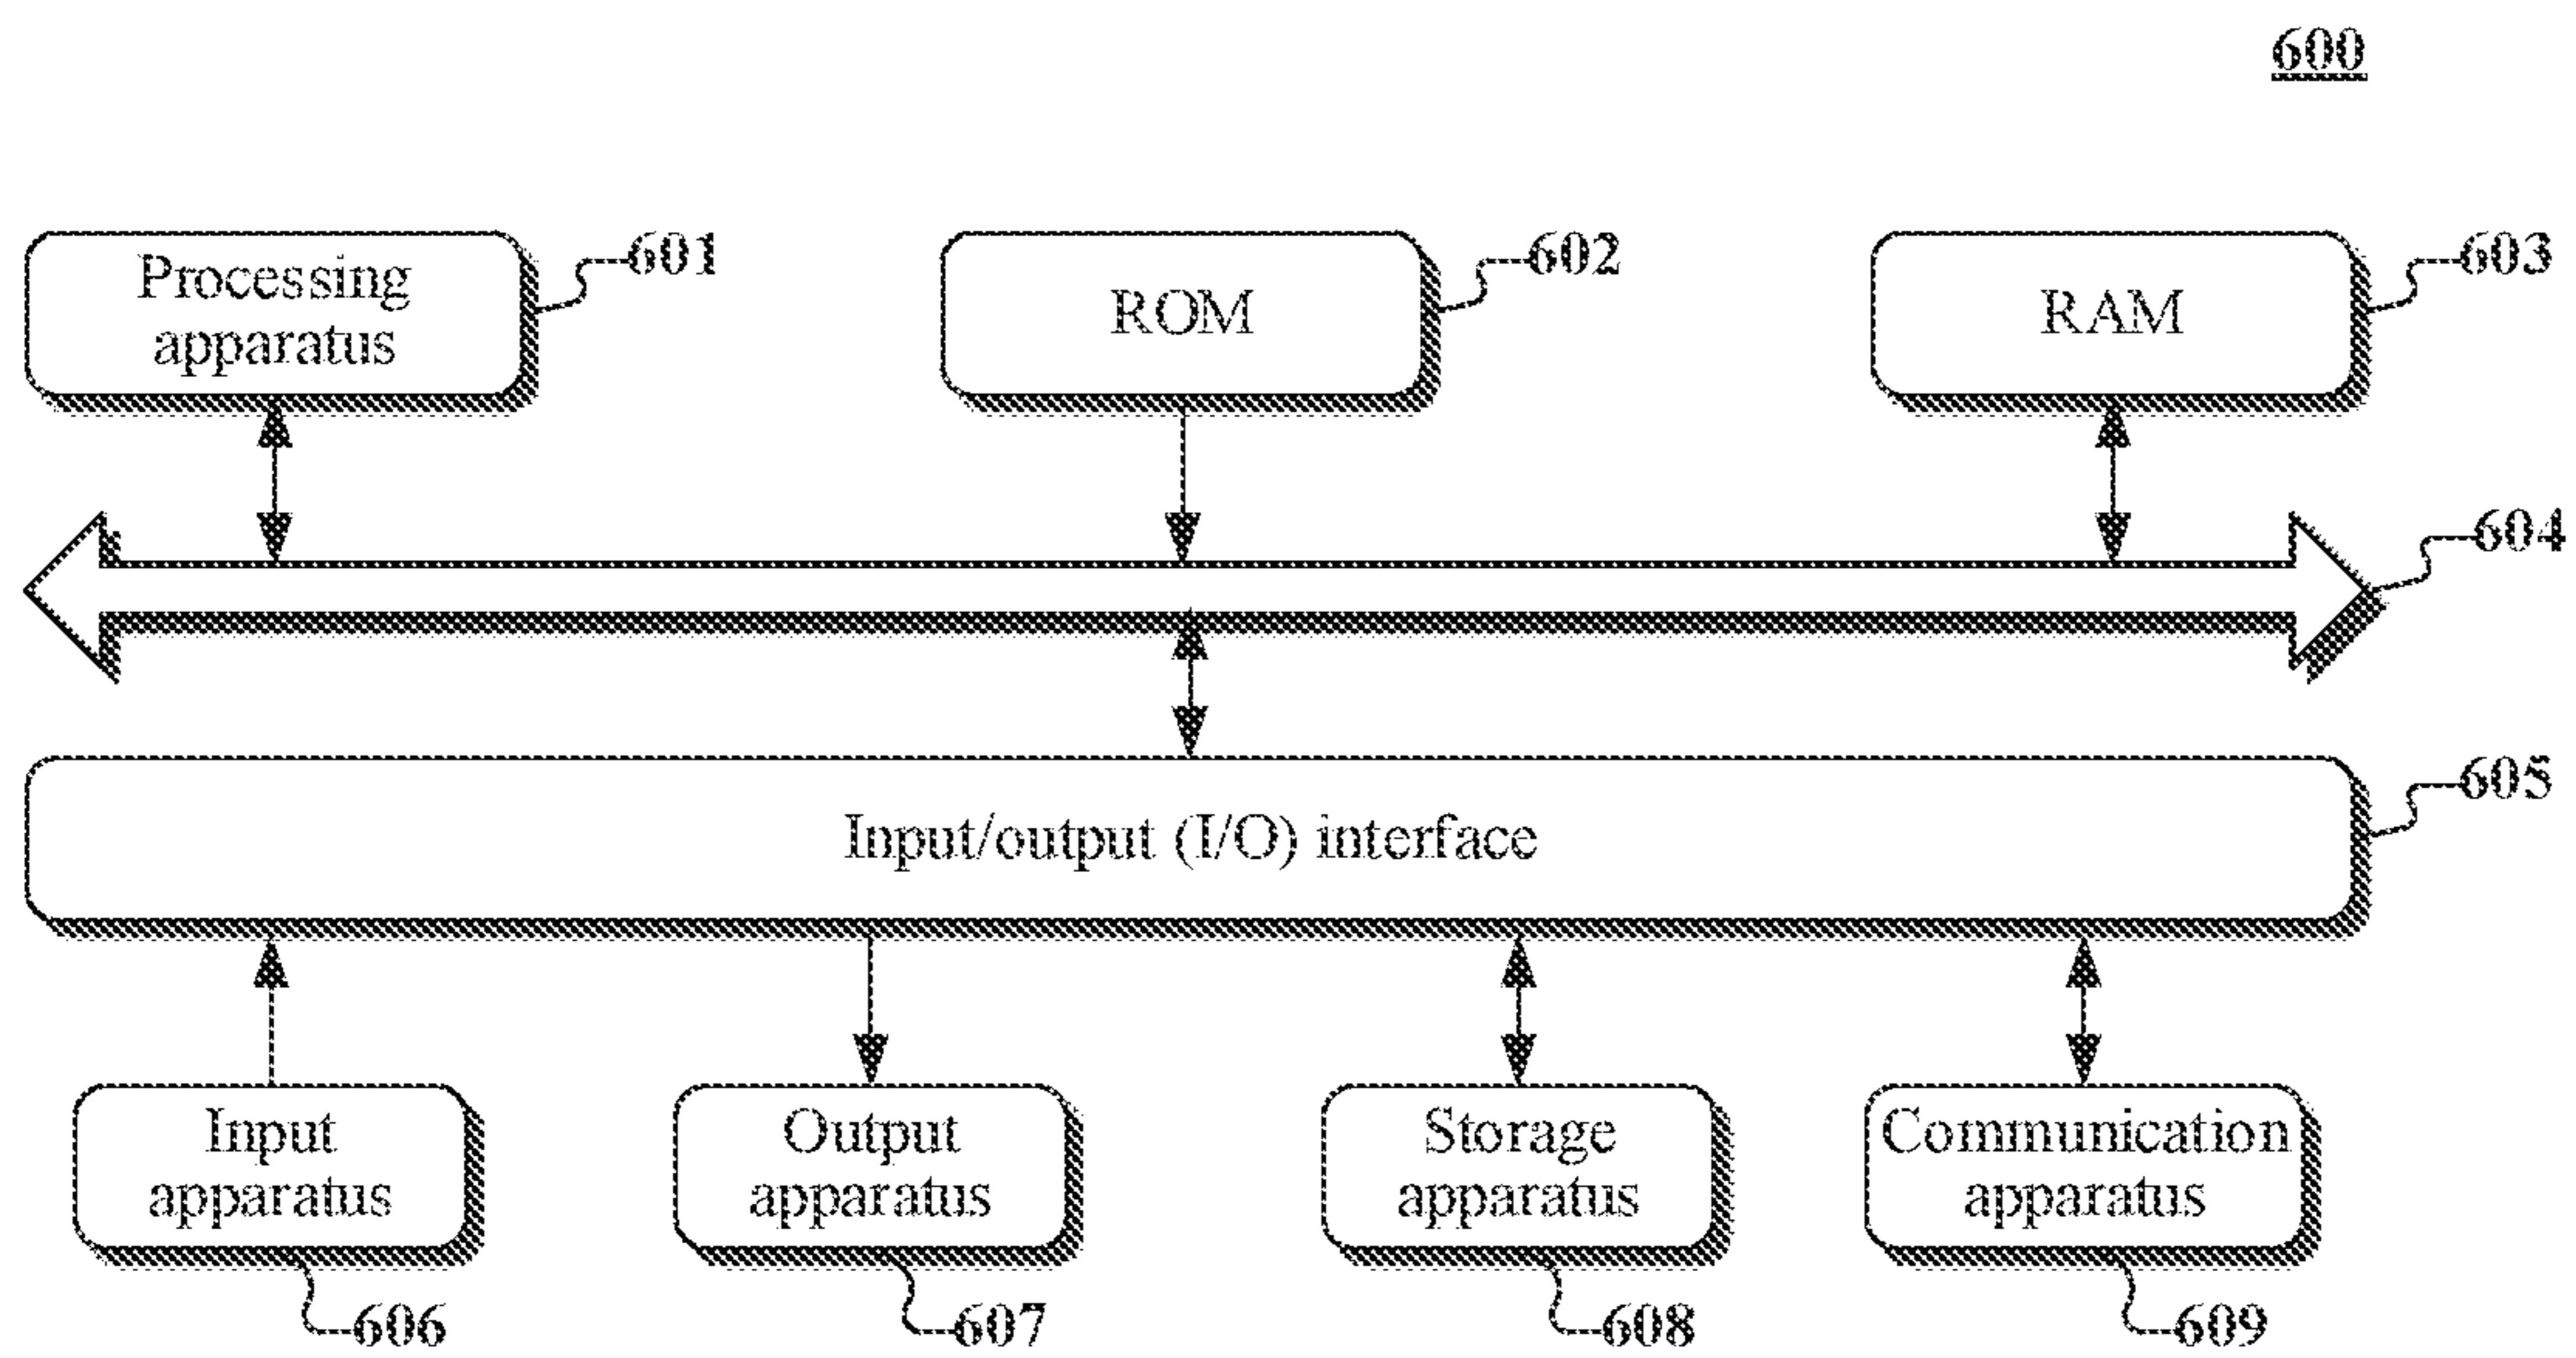 600
Processing
apparatus
601
ROM
602
RAM
603
604
Input/output (I/O) interface
605
Input
apparatus
606
Output
apparatus
607
Storage
apparatus
608
Communication
apparatus
609